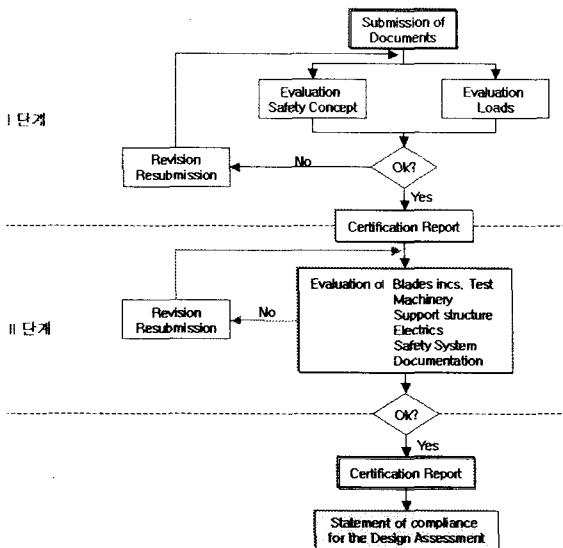 Submission of
Documents
Evaluation
Safety Concept
Evaluation
Loads
I 단계
Revision
Resubmission
No
Ok?
Yes
Certification Report
Evaluation of Blades incs. Test
Machinery
Support structure
Electrics
Safety System
Documentation
II 단계
Revision
Resubmission
No
Ok?
Yes
Certification Report
Statement of compliance
for the Design Assessment